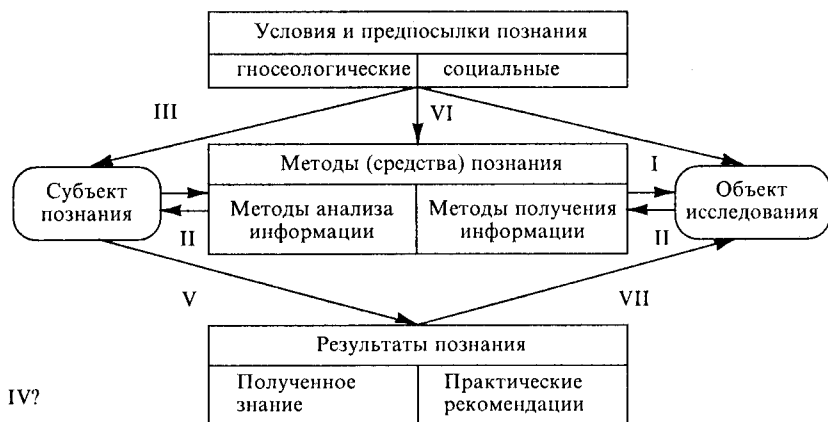 Условия и предпосылки познания
гносеологические социальные
III VI
Методы (средства) познания I
Субъект
познания
Методы анализа
информации
Методы получения
информации
Объект
исследования
II II
V VII
Результаты познания
Полученное
знание
Практические
рекомендации
IV?